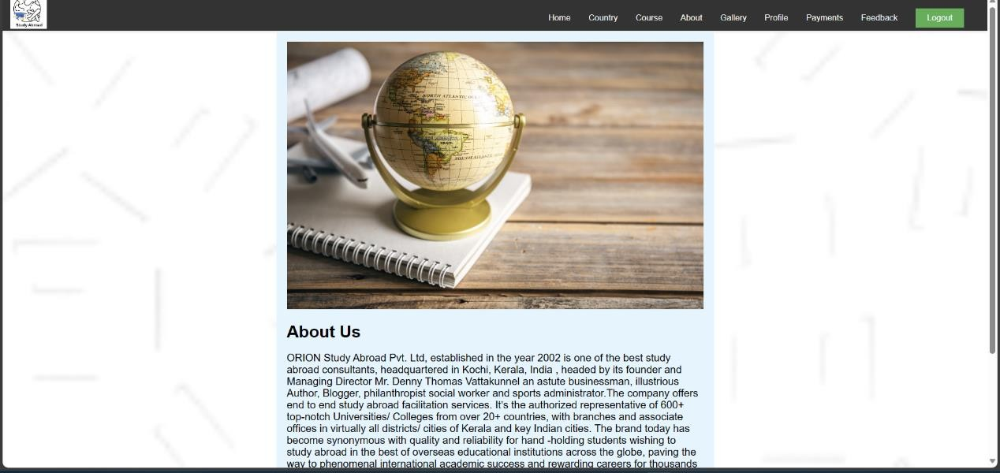 Study Abroad
Home Country Course About Gallery Profile Payments Feedback Logout
NORTH ATLANTIC OCEAN
BRAZIL
SOUTH ATLANTIC
About Us
ORION Study Abroad Pvt. Ltd, established in the year 2002 is one of the best study
abroad consultants, headquartered in Kochi, Kerala, India , headed by its founder and
Managing Director Mr. Denny Thomas Vattakunnel an astute businessman, illustrious
Author, Blogger, philanthropist social worker and sports administrator.The company offers
end to end study abroad facilitation services. It’s the authorized representative of 600+
top-notch Universities/ Colleges from over 20+ countries, with branches and associate
offices in virtually all districts/ cities of Kerala and key Indian cities. The brand today has
become synonymous with quality and reliability for hand -holding students wishing to
study abroad in the best of overseas educational institutions across the globe, paving the
way to phenomenal international academic success and rewarding careers for thousands